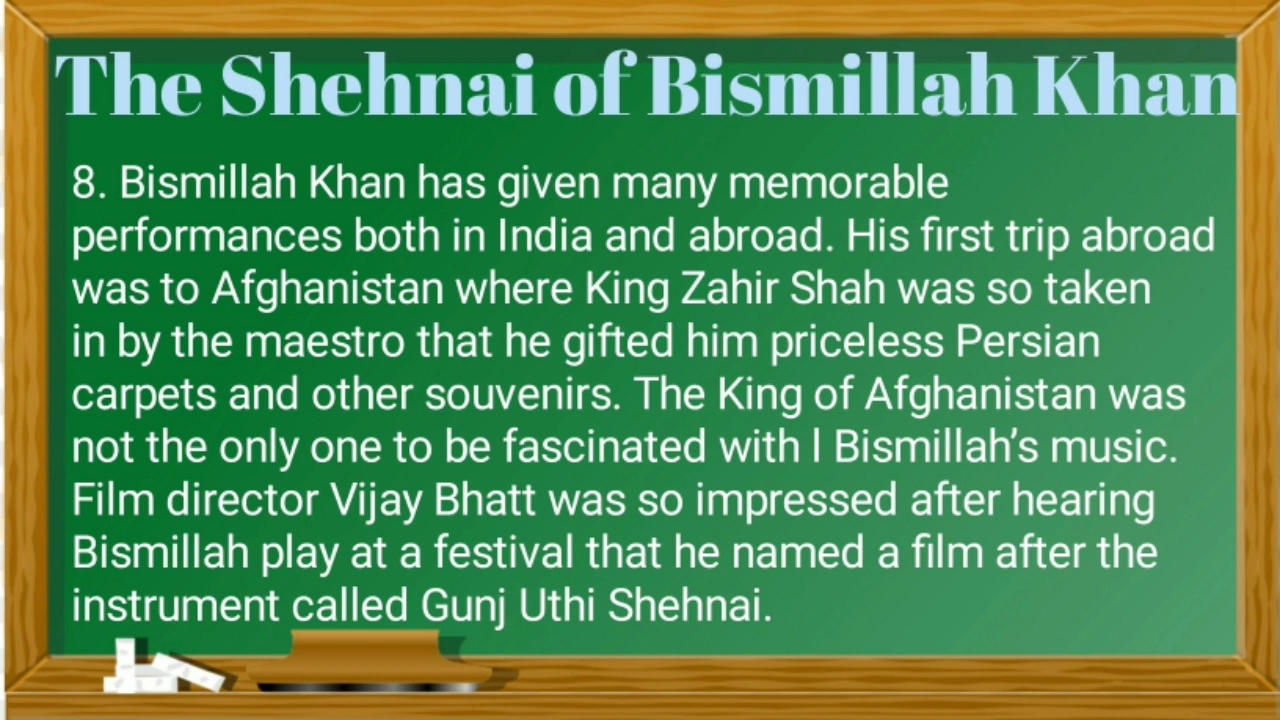 The Shehnai of Bismillah Khan
8. Bismillah Khan has given many memorable
performances both in India and abroad. His first trip abroad
was to Afghanistan where King Zahir Shah was so taken
in by the maestro that he gifted him priceless Persian
carpets and other souvenirs. The King of Afghanistan was
not the only one to be fascinated with l Bismillah’s music.
Film director Vijay Bhatt was so impressed after hearing
Bismillah play at a festival that he named a film after the
instrument called Gunj Uthi Shehnai.